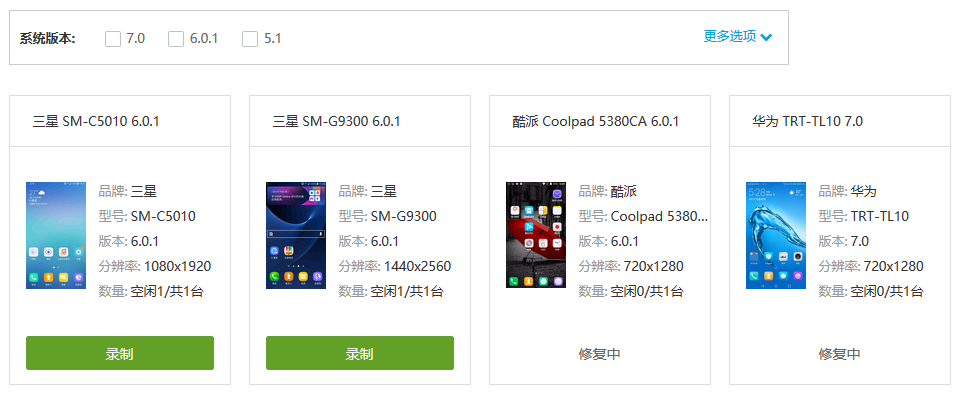 系统版本: 7.0 6.0.1 5.1 更多选项
三星 SM-C5010 6.0.1
品牌: 三星
型号: SM-C5010
版本: 6.0.1
分辨率: 1080x1920
数量: 空闲1/共1台
录制
三星 SM-G9300 6.0.1
品牌: 三星
型号: SM-G9300
版本: 6.0.1
分辨率: 1440x2560
数量: 空闲1/共1台
录制
酷派 Coolpad 5380CA 6.0.1
品牌: 酷派
型号: Coolpad 5380...
版本: 6.0.1
分辨率: 720x1280
数量: 空闲0/共1台
修复中
华为 TRT-TL10 7.0
5:28
品牌: 华为
型号: TRT-TL10
版本: 7.0
分辨率: 720x1280
数量: 空闲0/共1台
修复中